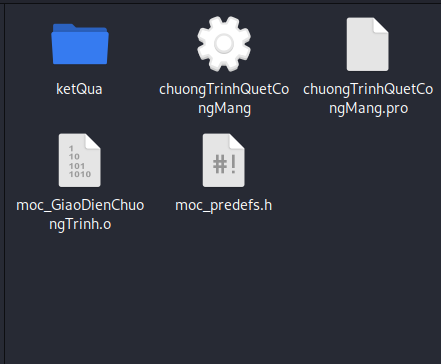 ketQua
chuongTrinhQuetCo
ngMang
chuongTrinhQuetCo
ngMang.pro
1
10
101
1010
moc_GiaoDienChuo
ngTrinh.o
#!
moc_predefs.h